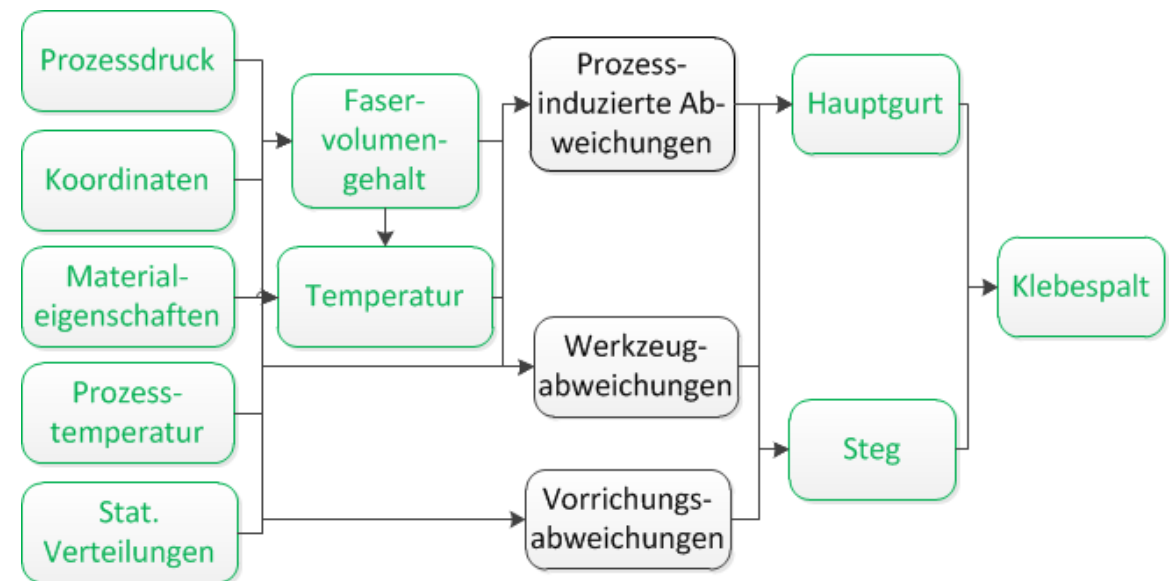 Prozessdruck
Koordinaten
Material-
eigenschaften
Prozess-
temperatur
Stat.
Verteilungen
Faser-
volumen-
gehalt
Temperatur
Prozess-
induzierte Ab-
weichungen
Werkzeug-
abweichungen
Vorrichungs-
abweichungen
Hauptgurt
Steg
Klebespalt